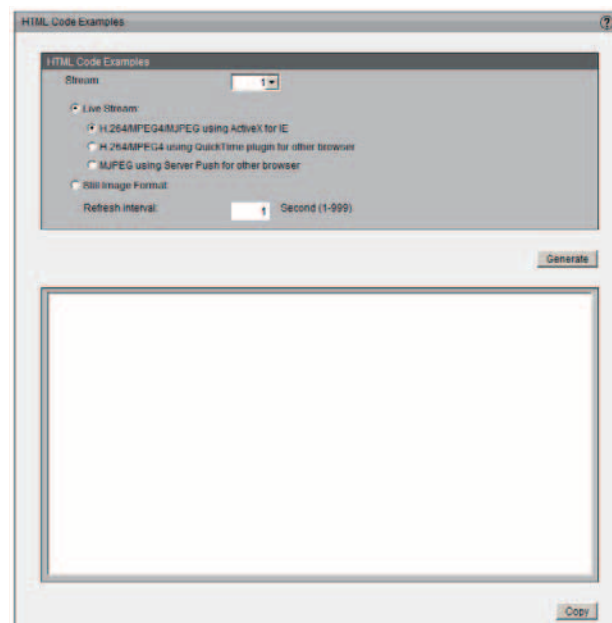 HTML Code Examples
HTML Code Examples
Stream: 1
Live Stream:
H.264/MPEG4/MJPEG using ActiveX for IE
H.264/MPEG4 using QuickTime plugin for other browser
MJPEG using Server Push for other browser
Still Image Format:
Refresh interval: 1 Second (1-999)
Generate
Copy